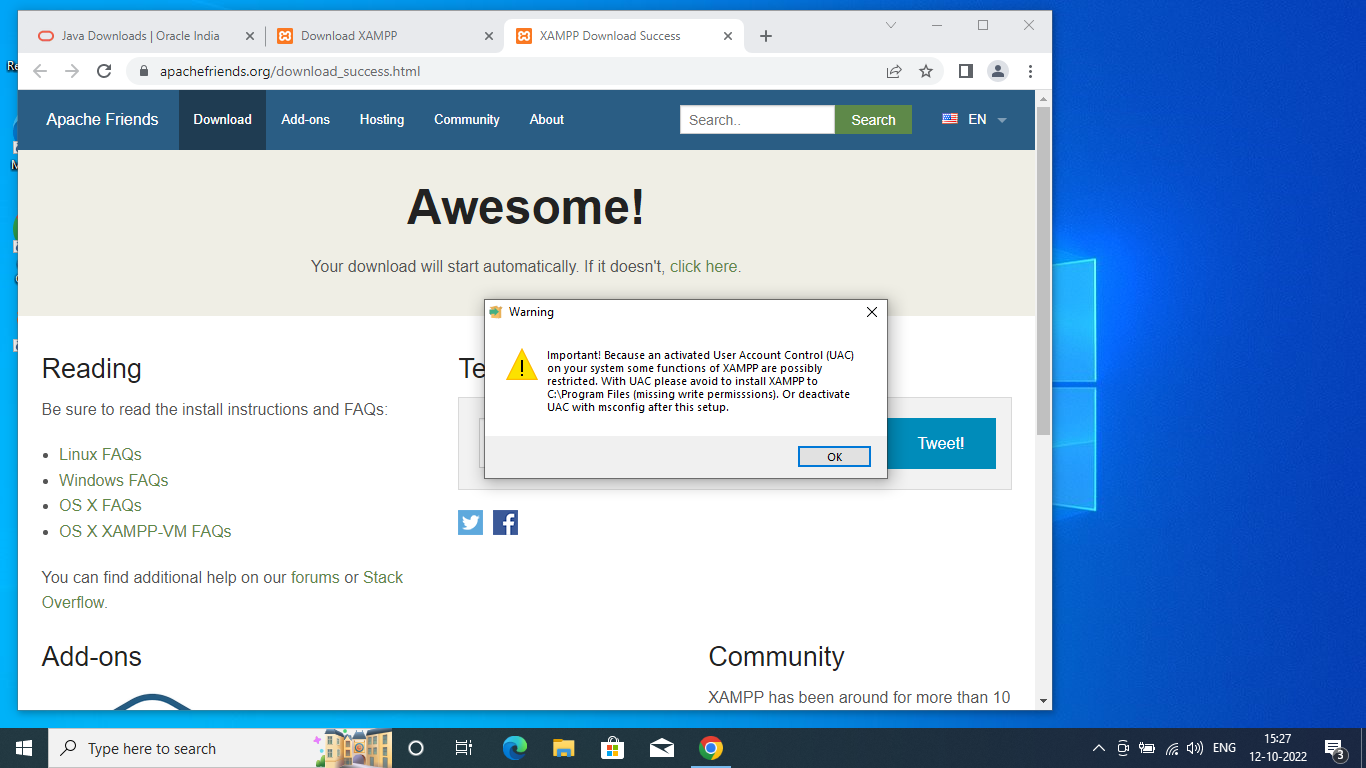 Java Downloads | Oracle India
Download XAMPP
XAMPP Download Success
apachefriends.org/download_success.html
Apache Friends
Download
Add-ons
Hosting
Community
About
Search..
Search
EN
Awesome!
Your download will start automatically. If it doesn't, click here.
Warning
Important! Because an activated User Account Control (UAC)
on your system some functions of XAMPP are possibly
restricted. With UAC please avoid to install XAMPP to
C:\Program Files (missing write permisssions). Or deactivate
UAC with msconfig after this setup.
OK
Reading
Be sure to read the install instructions and FAQs:
Linux FAQs
Windows FAQs
OS X FAQs
OS X XAMPP-VM FAQs
You can find additional help on our forums or Stack
Overflow.
Te
Tweet!
Add-ons
Community
XAMPP has been around for more than 10
Re
M
Type here to search
ENG
15:27
12-10-2022
3